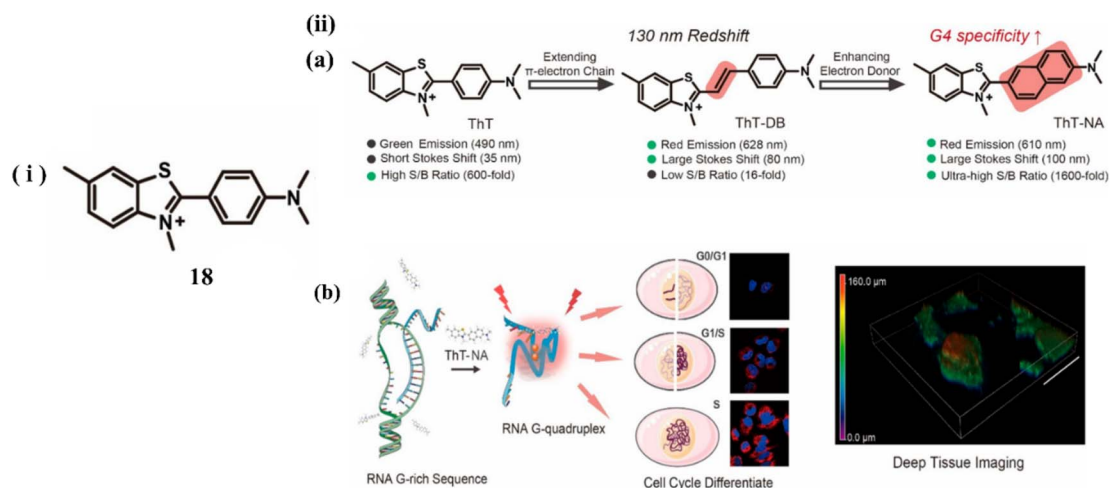 (i)
S
N
+
N
18
(ii)
(a)
S
N
+
N
ThT
Green Emission (490 nm)
Short Stokes Shift (35 nm)
High S/B Ratio (600-fold)
Extending
π-electron Chain
130 nm Redshift
S
N
+
N
ThT-DB
Red Emission (628 nm)
Large Stokes Shift (80 nm)
Low S/B Ratio (16-fold)
Enhancing
Electron Donor
G4 specificity ↑
S
N
+
N
ThT-NA
Red Emission (610 nm)
Large Stokes Shift (100 nm)
Ultra-high S/B Ratio (1600-fold)
(b)
RNA G-rich Sequence
ThT-NA
RNA G-quadruplex
G0/G1
G1/S
S
Cell Cycle Differentiate
160.0 μm
0.0 μm
Deep Tissue Imaging